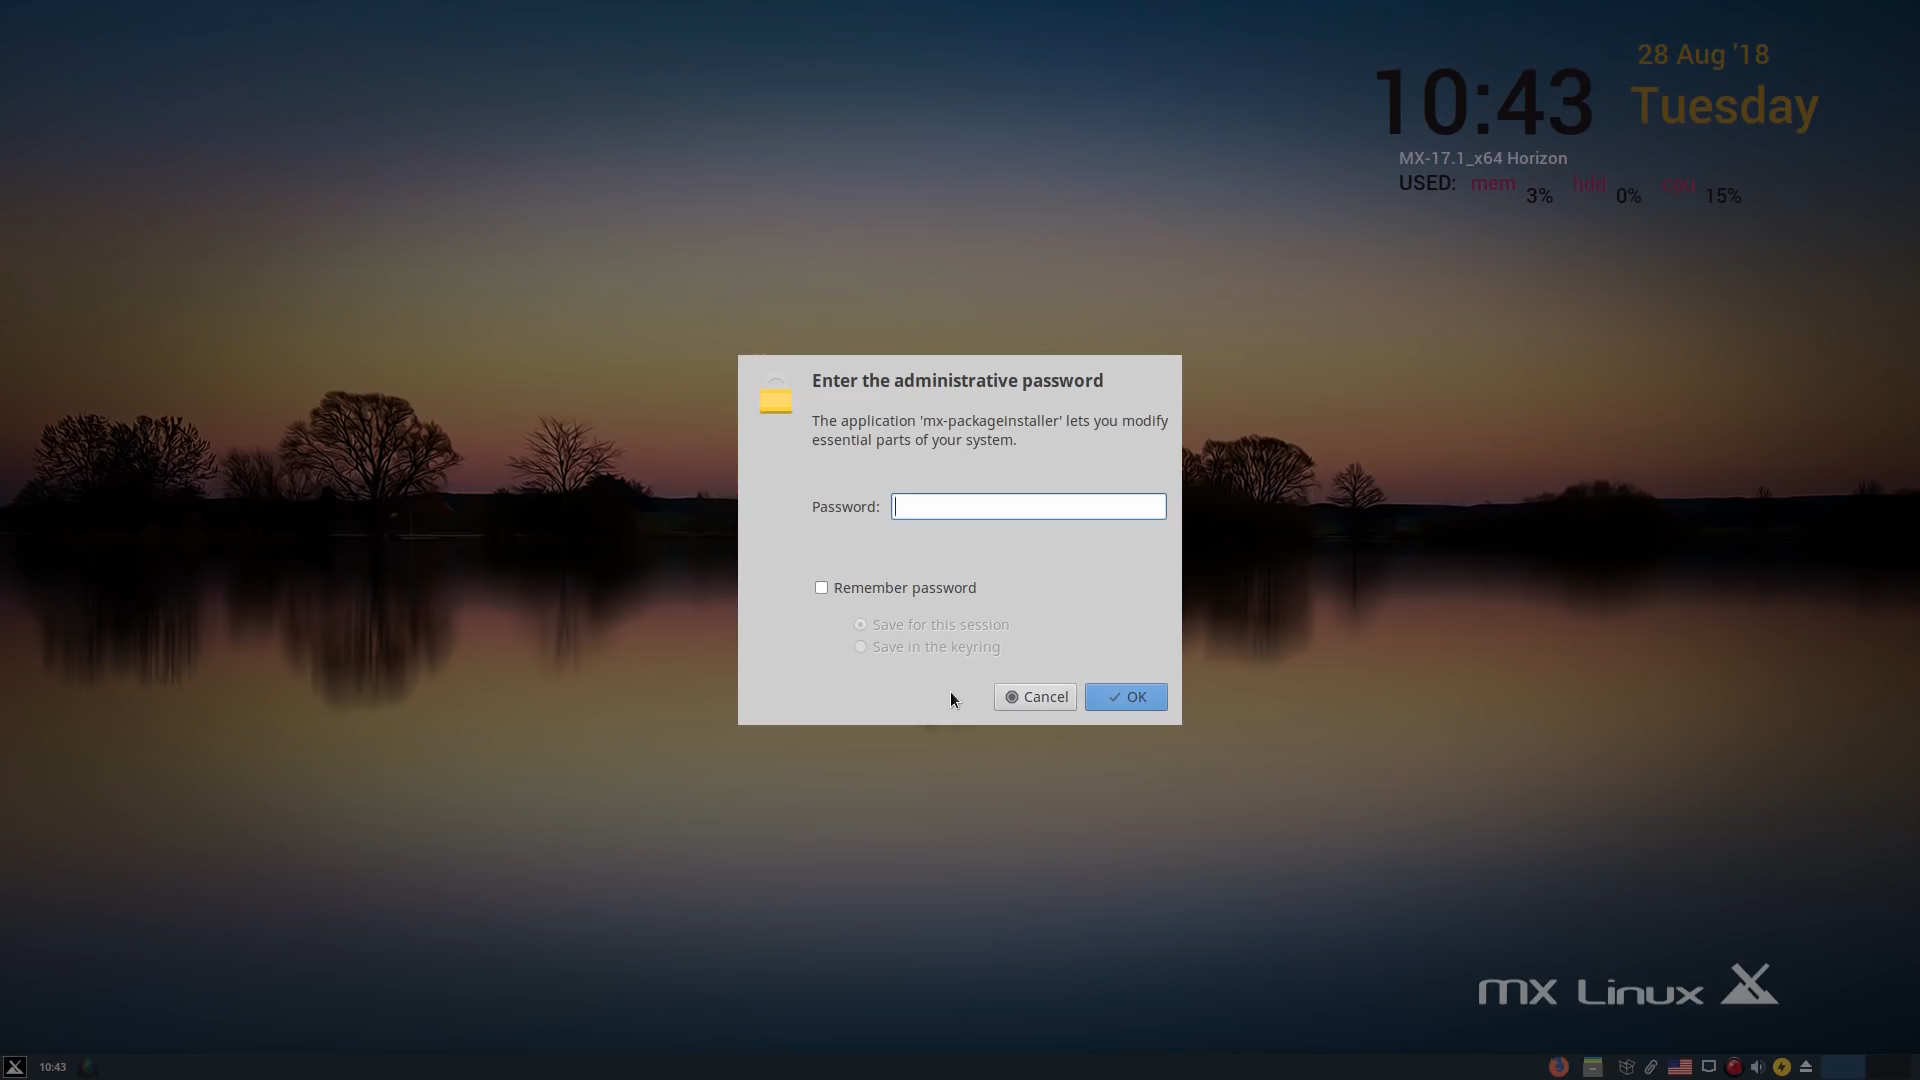 28 Aug '18
10:43
Tuesday
MX-17.1_x64 Horizon
USED: mem 3% hdd 0% cpu 15%
Enter the administrative password
The application 'mx-packageinstaller' lets you modify
essential parts of your system.
Password:
Remember password
Save for this session
Save in the keyring
Cancel
OK
mx Linux
10:43